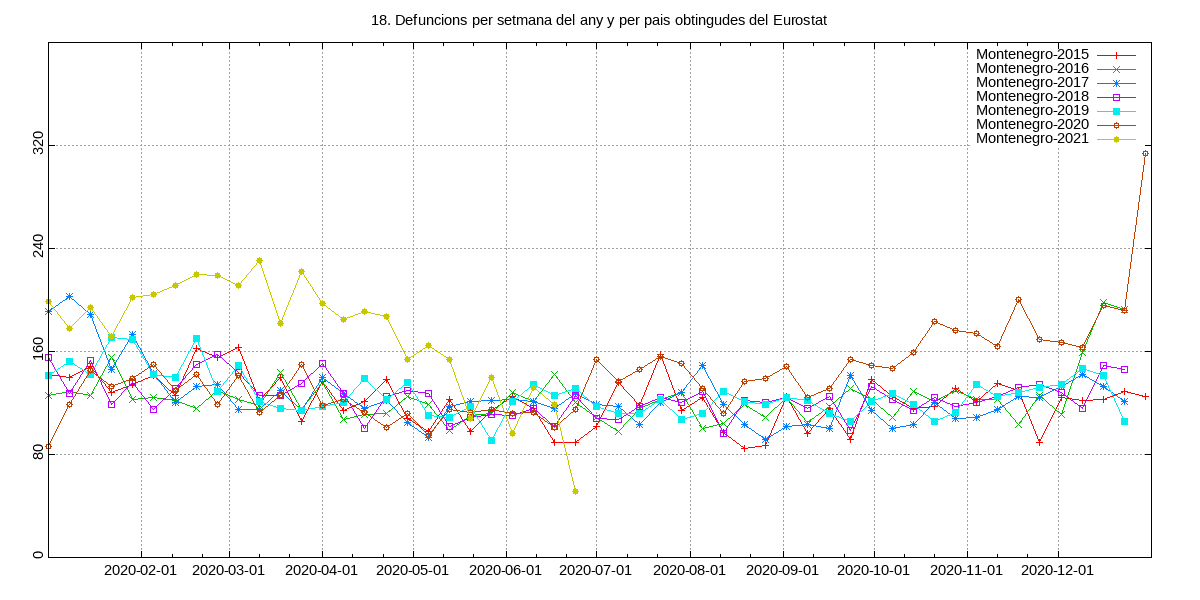 18. Defuncions per setmana del any y per pais obtingudes del Eurostat
Montenegro-2015
Montenegro-2016
Montenegro-2017
Montenegro-2018
Montenegro-2019
Montenegro-2020
Montenegro-2021
320
240
160
80
0
2020-02-01 2020-03-01 2020-04-01 2020-05-01 2020-06-01 2020-07-01 2020-08-01 2020-09-01 2020-10-01 2020-11-01 2020-12-01